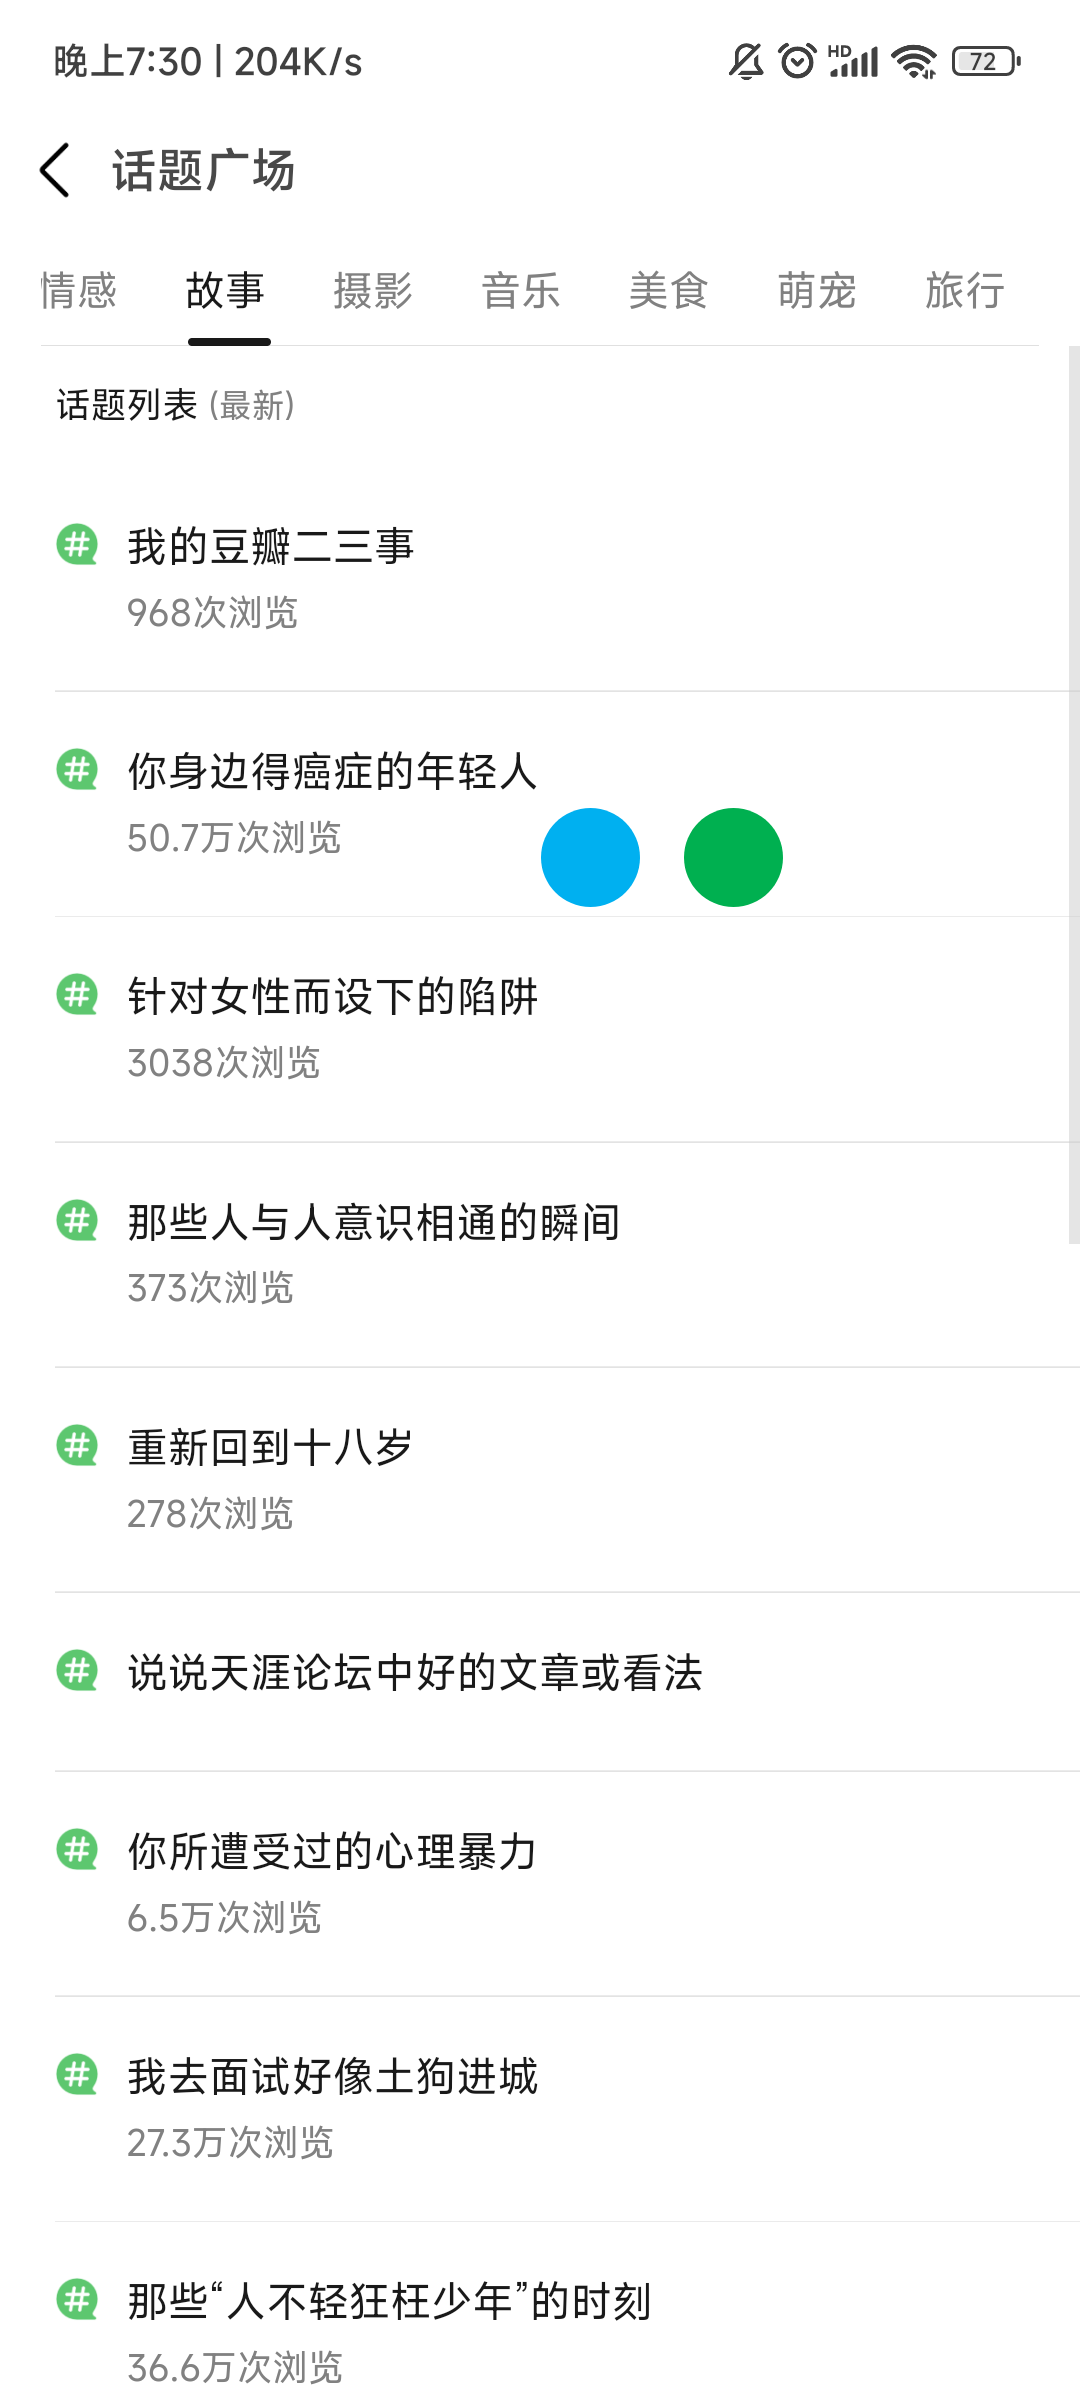 晚上7:30 | 204K/s
HD
72
话题广场
情感 故事 摄影 音乐 美食 萌宠 旅行
话题列表 (最新)
我的豆瓣二三事
968次浏览
你身边得癌症的年轻人
50.7万次浏览
针对女性而设下的陷阱
3038次浏览
那些人与人意识相通的瞬间
373次浏览
重新回到十八岁
278次浏览
说说天涯论坛中好的文章或看法
你所遭受过的心理暴力
6.5万次浏览
我去面试好像土狗进城
27.3万次浏览
那些“人不轻狂枉少年”的时刻
36.6万次浏览